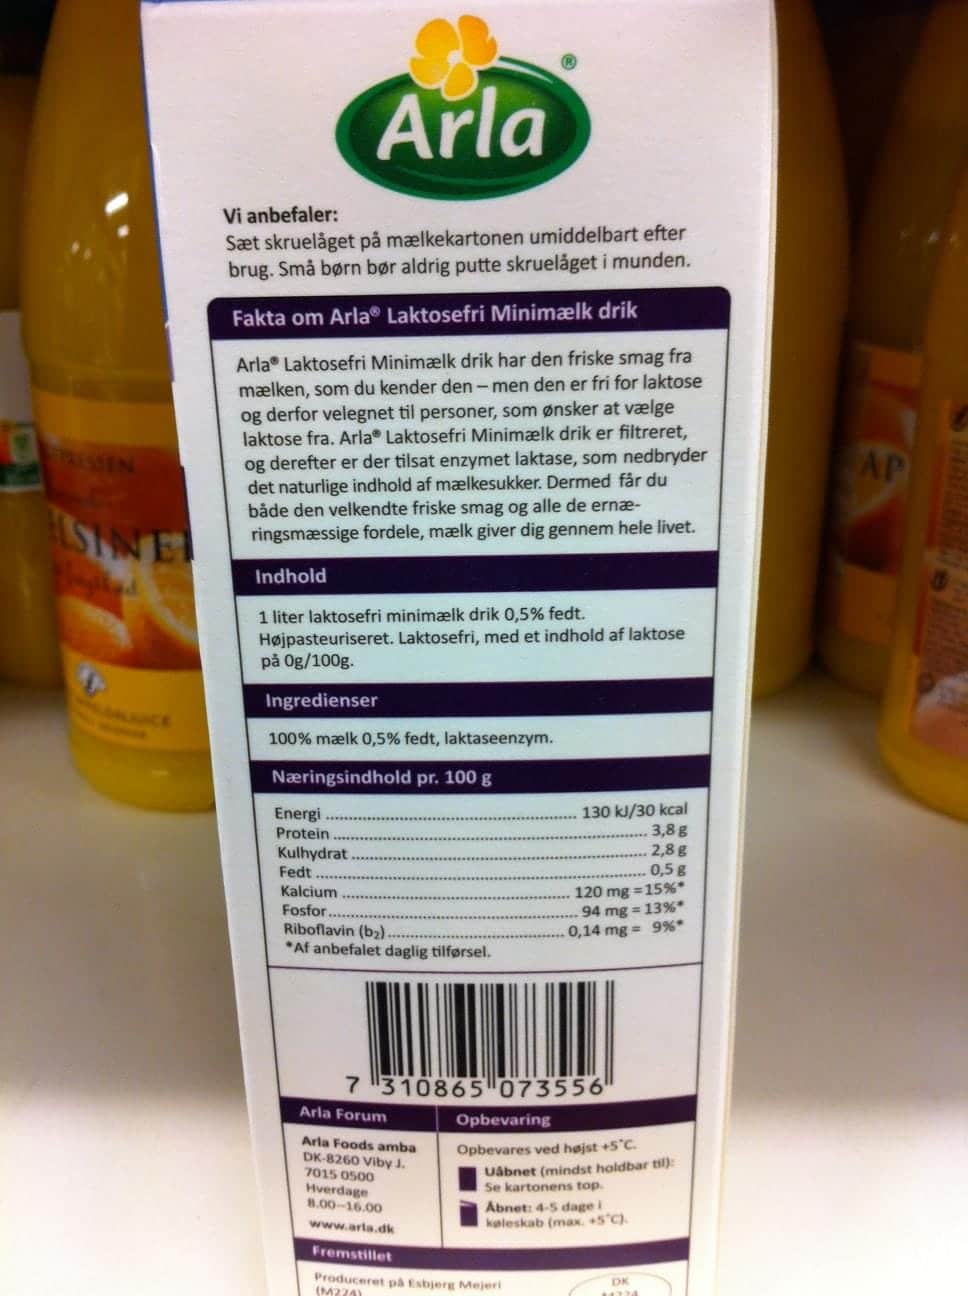 Arla®
Vi anbefaler:
Sæt skruelåget på mælkekartonen umiddelbart efter
brug. Små børn bør aldrig putte skruelåget i munden.
Fakta om Arla® Laktosefri Minimælk drik
Arla® Laktosefri Minimælk drik har den friske smag fra
mælken, som du kender den – men den er fri for laktose
og derfor velegnet til personer, som ønsker at vælge
laktose fra. Arla® Laktosefri Minimælk drik er filtreret,
og derefter er der tilsat enzymet laktase, som nedbryder
det naturlige indhold af mælkesukker. Dermed får du
både den velkendte friske smag og alle de ernæ-
ringsmæssige fordele, mælk giver dig gennem hele livet.
Indhold
1 liter laktosefri minimælk drik 0,5% fedt.
Højpasteuriseret. Laktosefri, med et indhold af laktose
på 0g/100g.
Ingredienser
100% mælk 0,5% fedt, laktaseenzym.
Næringsindhold pr. 100 g
Energi 130 kJ/30 kcal
Protein 3,8 g
Kulhydrat 2,8 g
Fedt 0,5 g
Kalcium 120 mg =15%*
Fosfor 94 mg = 13%*
Riboflavin (b₂) 0,14 mg = 9%*
*Af anbefalet daglig tilførsel.
7 310865 073556
Arla Forum
Arla Foods amba
DK-8260 Viby J.
7015 0500
Hverdage
8.00–16.00
www.arla.dk
Opbevaring
Opbevares ved højst +5°C.
Uåbnet (mindst holdbar til):
Se kartonens top.
Åbnet: 4-5 dage i
køleskab (max. +5°C).
Fremstillet
Produceret på Esbjerg Mejeri
(M224)
DK
AP